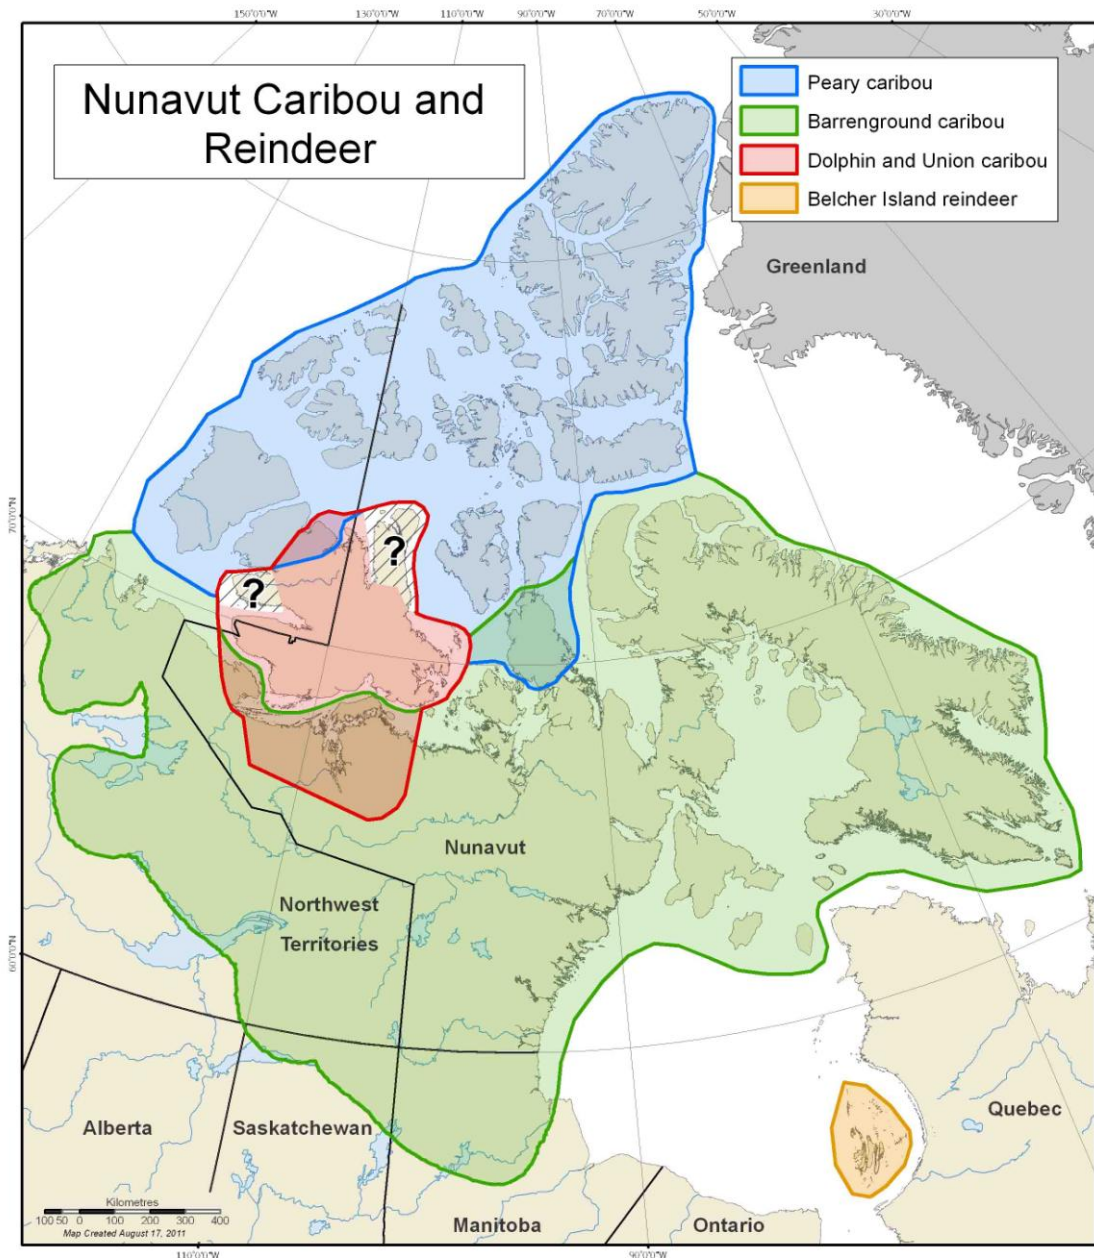 150°0'0"W
130°0'0"W
110°0'0"W
90°0'0"W
70°0'0"W
50°0'0"W
30°0'0"W
Nunavut Caribou and
Reindeer
Peary caribou
Barrenground caribou
Dolphin and Union caribou
Belcher Island reindeer
Greenland
50°0'0"W
70°0'0"N
?
?
Nunavut
Northwest
Territories
60°0'0"N
Alberta
Saskatchewan
Quebec
Manitoba
Ontario
Kilometres
100 50 0 100 200 300 400
Map Created August 17, 2011
110°0'0"W
90°0'0"W